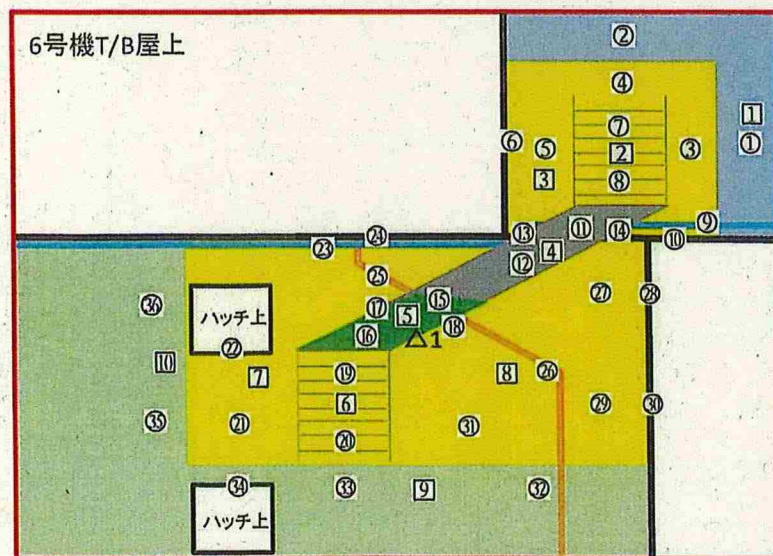 6号機T/B屋上
②
④
1
⑦
⑥ ⑤ 2 ③ ①
3 ⑧
⑨
⑬ ⑪ ⑭ ⑩
㉓ ㉔ ⑫ 4
㉕
㊱ ハッチ上 ⑰ ⑮ ㉗ ㉘
⑯ 5 ⑱
㉒ △1
10 7 ⑲ 8 ㉖
6 ㉙ ㉚
㉟ ㉑ ⑳ ㉛
㉞ ㉝ 9 ㉜
ハッチ上